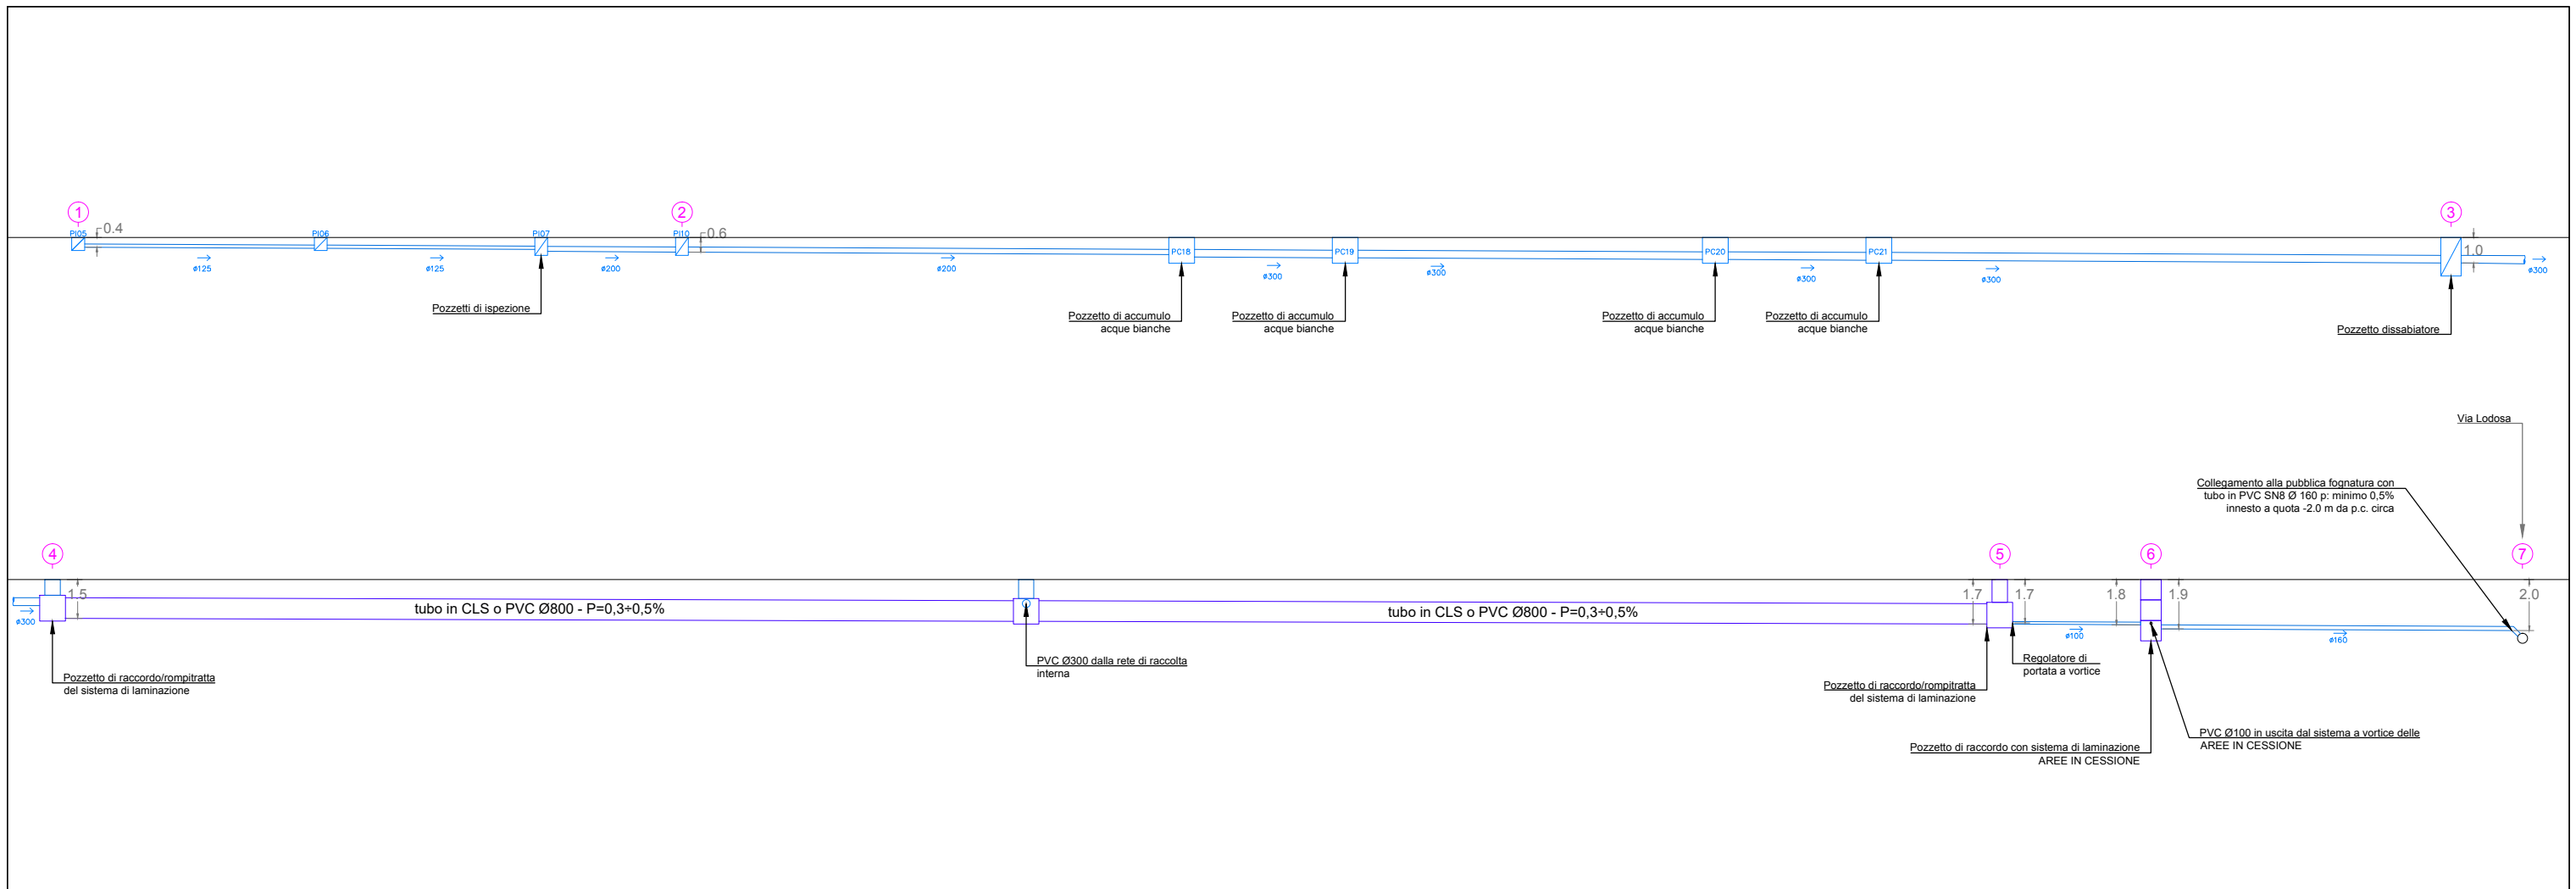 1
2
3
PI05
0.4
PI06
PI07
PI10
0.6
PC18
PC19
PC20
PC21
1.0
ø125
ø125
ø200
ø200
ø300
ø300
ø300
ø300
ø300
Pozzetti di ispezione
Pozzetto di accumulo
acque bianche
Pozzetto di accumulo
acque bianche
Pozzetto di accumulo
acque bianche
Pozzetto di accumulo
acque bianche
Pozzetto dissabiatore
Via Lodosa
Collegamento alla pubblica fognatura con
tubo in PVC SN8 Ø 160 p: minimo 0,5%
innesto a quota -2.0 m da p.c. circa
4
5
6
7
1.5
1.7
1.7
1.8
1.9
2.0
tubo in CLS o PVC Ø800 - P=0,3÷0,5%
tubo in CLS o PVC Ø800 - P=0,3÷0,5%
ø300
ø100
ø160
Pozzetto di raccordo/rompitratta
del sistema di laminazione
PVC Ø300 dalla rete di raccolta
interna
Regolatore di
portata a vortice
Pozzetto di raccordo/rompitratta
del sistema di laminazione
PVC Ø100 in uscita dal sistema a vortice delle
AREE IN CESSIONE
Pozzetto di raccordo con sistema di laminazione
AREE IN CESSIONE